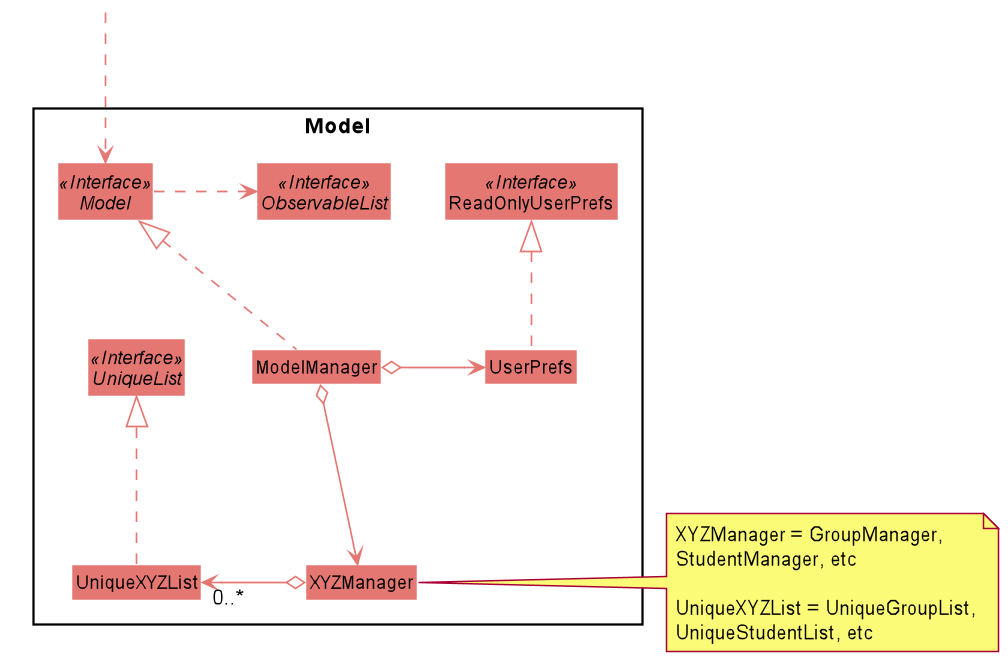 Model
«Interface»
Model
«Interface»
ObservableList
«Interface»
ReadOnlyUserPrefs
«Interface»
UniqueList
ModelManager
UserPrefs
UniqueXYZList
0..*
XYZManager
XYZManager = GroupManager,
StudentManager, etc
UniqueXYZList = UniqueGroupList,
UniqueStudentList, etc